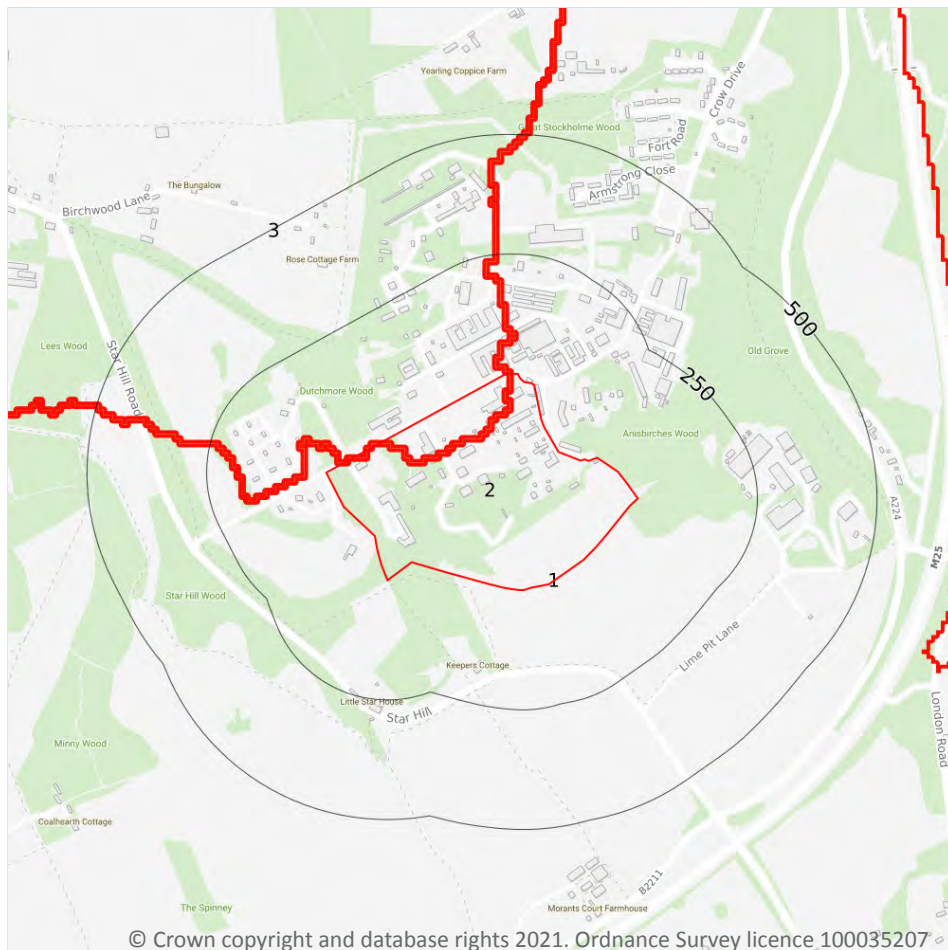 Yearling Coppice Farm
Crow Drive
Great Stockholme Wood
Fort Road
Armstrong Close
The Bungalow
Birchwood Lane
3
Rose Cottage Farm
500
Lees Wood
Star Hill Road
Old Grove
250
Dutchmore Wood
Anisbirches Wood
2
A224
M25
1
Star Hill Wood
Lime Pit Lane
Keepers Cottage
Little Star House
Star Hill
London Road
Minny Wood
Coalhearth Cottage
B2211
The Spinney
Morants Court Farmhouse
© Crown copyright and database rights 2021. Ordnance Survey licence 100035207